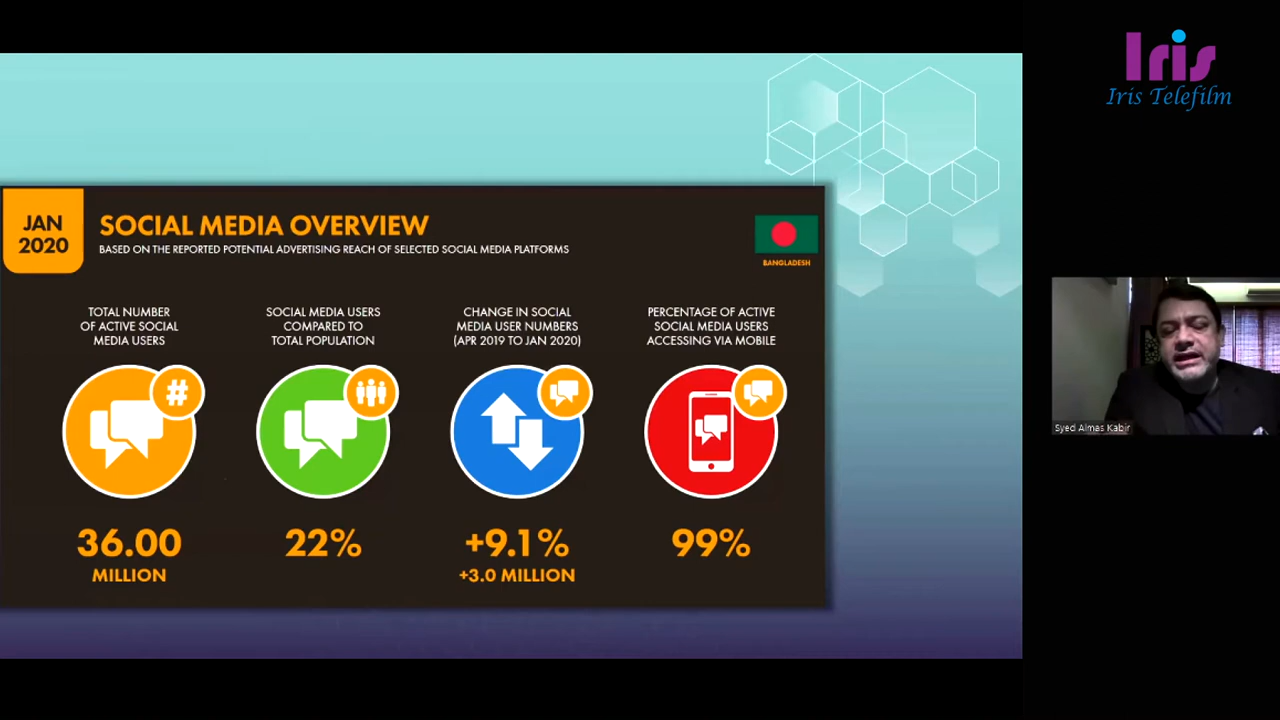 Iris
Iris Telefilm
JAN
2020
SOCIAL MEDIA OVERVIEW
BASED ON THE REPORTED POTENTIAL ADVERTISING REACH OF SELECTED SOCIAL MEDIA PLATFORMS
BANGLADESH
TOTAL NUMBER
OF ACTIVE SOCIAL
MEDIA USERS
#
36.00
MILLION
SOCIAL MEDIA USERS
COMPARED TO
TOTAL POPULATION
22%
CHANGE IN SOCIAL
MEDIA USER NUMBERS
(APR 2019 TO JAN 2020)
+9.1%
+3.0 MILLION
PERCENTAGE OF ACTIVE
SOCIAL MEDIA USERS
ACCESSING VIA MOBILE
99%
Syed Almas Kabir